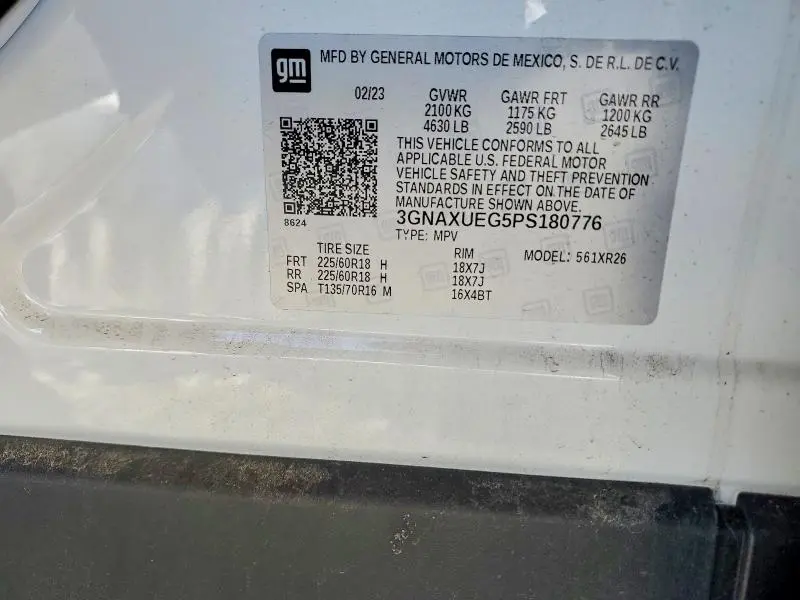 gm MFD BY GENERAL MOTORS DE MEXICO, S. DE R.L. DE C.V.
02/23 GVWR GAWR FRT GAWR RR
2100 KG 1175 KG 1200 KG
4630 LB 2590 LB 2645 LB
THIS VEHICLE CONFORMS TO ALL
APPLICABLE U.S. FEDERAL MOTOR
VEHICLE SAFETY AND THEFT PREVENTION
STANDARDS IN EFFECT ON THE DATE OF
MANUFACTURE SHOWN ABOVE.
8624 3GNAXUEG5PS180776
TYPE: MPV
TIRE SIZE RIM MODEL: 561XR26
FRT 225/60R18 H 18X7J
RR 225/60R18 H 18X7J
SPA T135/70R16 M 16X4BT